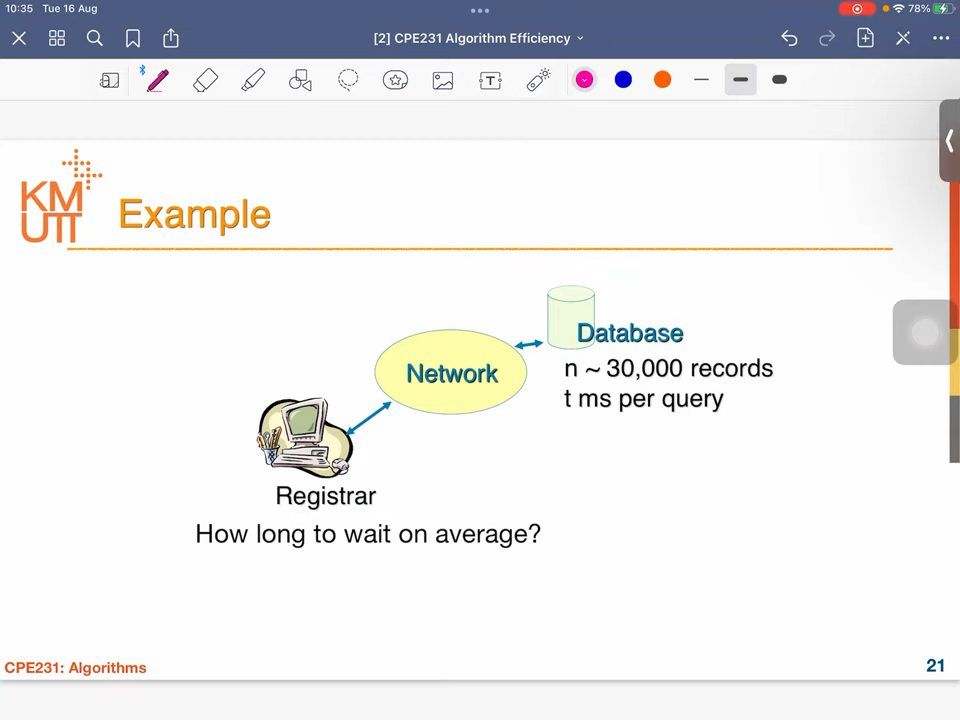 10:35 Tue 16 Aug
78%
[2] CPE231 Algorithm Efficiency
T
KM
UTT
Example
Database
Network
n ~ 30,000 records
t ms per query
Registrar
How long to wait on average?
CPE231: Algorithms
21